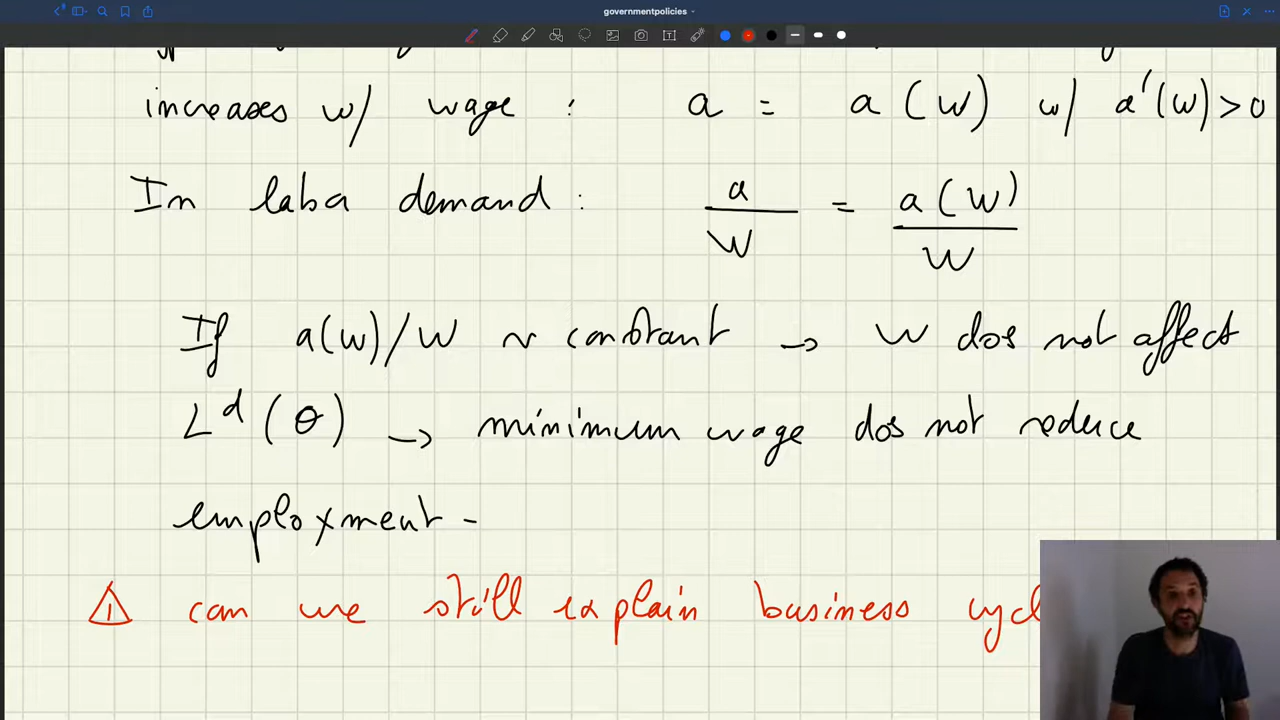 governmentpolicies
increases w/ wage : a = a(W) w/ a'(W)>0
In labor demand : a/W = a(W)/W
If a(W)/W ~ constant → W dos not affect
L^d(θ) → minimum wage dos not reduce
employment -
can we still explain business cycl